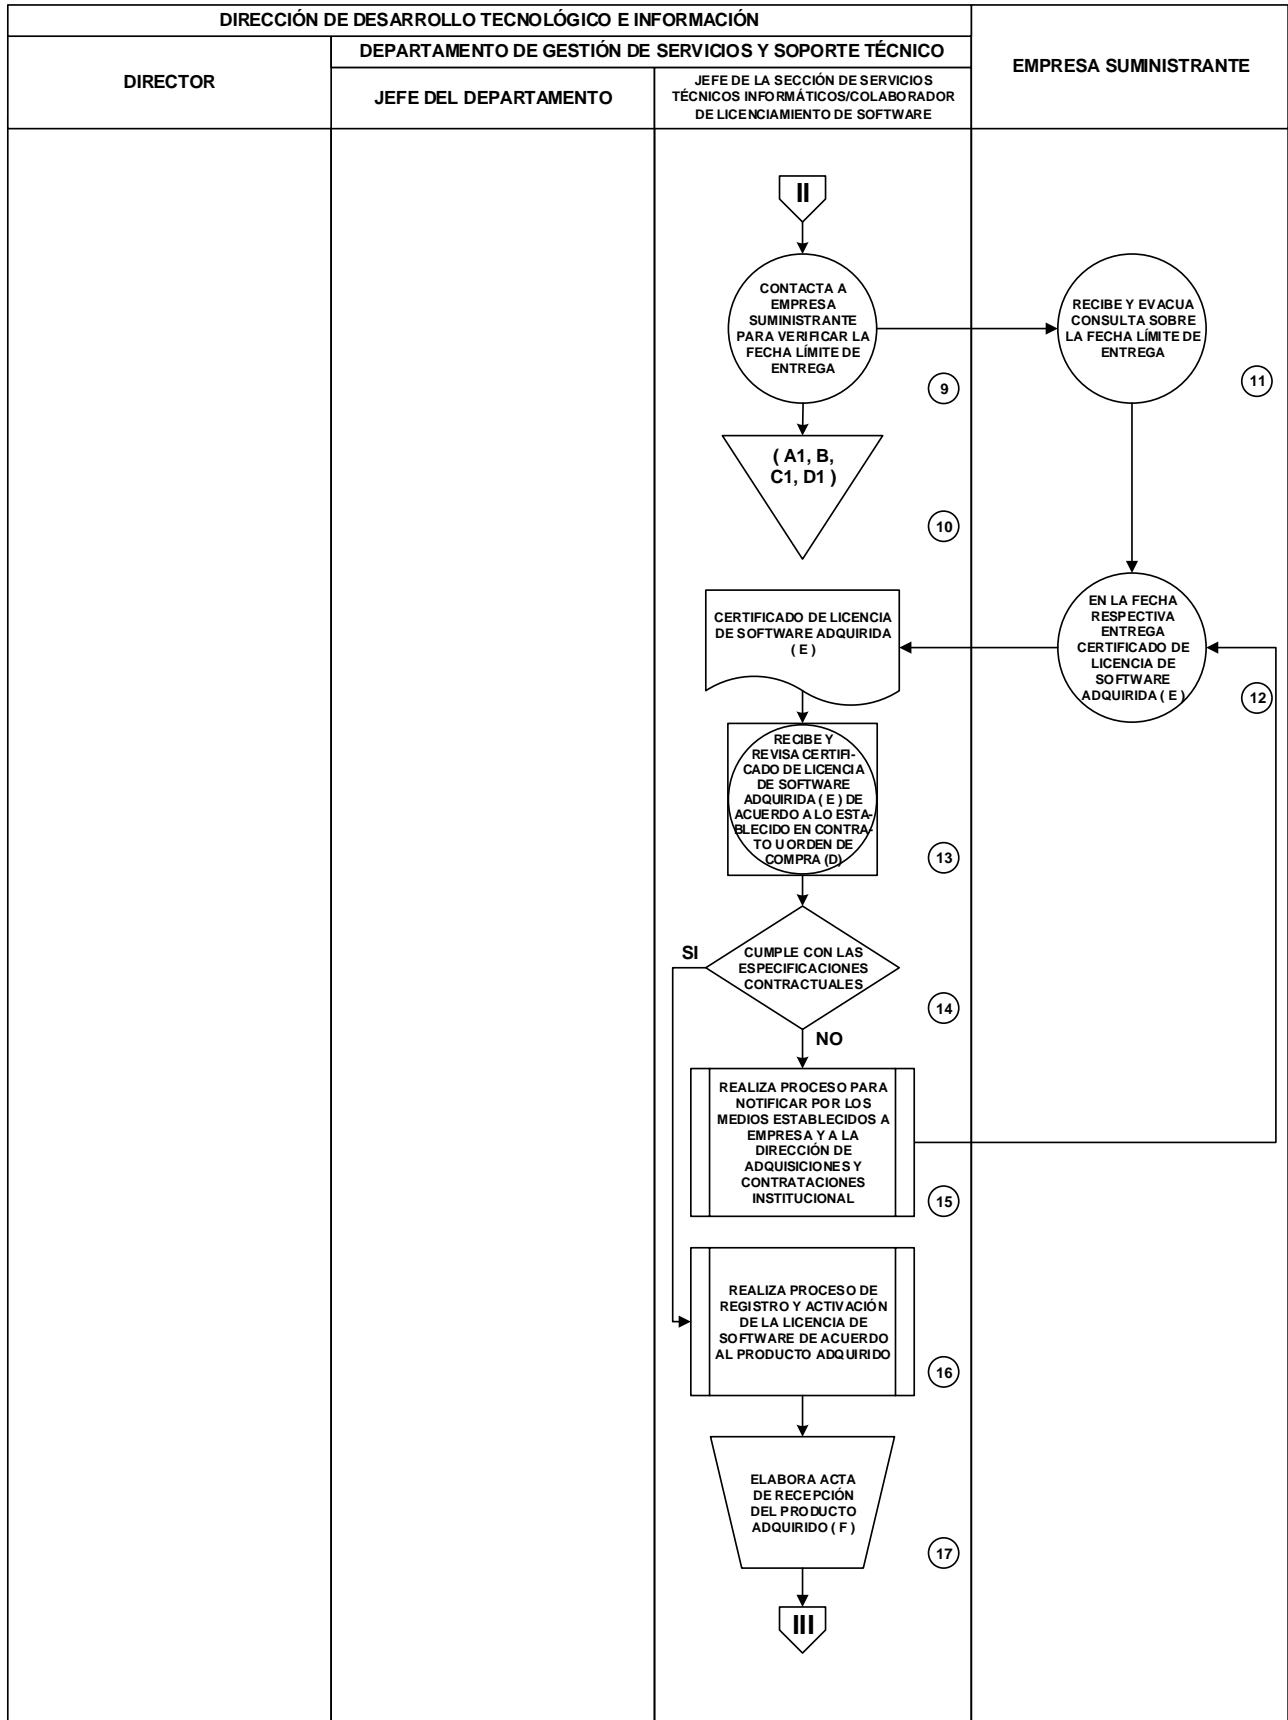 DIRECCIÓN DE DESARROLLO TECNOLÓGICO E INFORMACIÓN
DIRECTOR
DEPARTAMENTO DE GESTIÓN DE SERVICIOS Y SOPORTE TÉCNICO
JEFE DEL DEPARTAMENTO
JEFE DE LA SECCIÓN DE SERVICIOS
TÉCNICOS INFORMÁTICOS/COLABORADOR
DE LICENCIAMIENTO DE SOFTWARE
EMPRESA SUMINISTRANTE
II
CONTACTA A
EMPRESA
SUMINISTRANTE
PARA VERIFICAR LA
FECHA LÍMITE DE
ENTREGA
9
RECIBE Y EVACUA
CONSULTA SOBRE
LA FECHA LÍMITE DE
ENTREGA
11
( A1, B,
C1, D1 )
10
EN LA FECHA
RESPECTIVA
ENTREGA
CERTIFICADO DE
LICENCIA DE
SOFTWARE
ADQUIRIDA ( E )
12
CERTIFICADO DE LICENCIA
DE SOFTWARE ADQUIRIDA
( E )
RECIBE Y
REVISA CERTIFI-
CADO DE LICENCIA
DE SOFTWARE
ADQUIRIDA ( E ) DE
ACUERDO A LO ESTA-
BLECIDO EN CONTRA-
TO U ORDEN DE
COMPRA (D)
13
SI
CUMPLE CON LAS
ESPECIFICACIONES
CONTRACTUALES
14
NO
REALIZA PROCESO PARA
NOTIFICAR POR LOS
MEDIOS ESTABLECIDOS A
EMPRESA Y A LA
DIRECCIÓN DE
ADQUISICIONES Y
CONTRATACIONES
INSTITUCIONAL
15
REALIZA PROCESO DE
REGISTRO Y ACTIVACIÓN
DE LA LICENCIA DE
SOFTWARE DE ACUERDO
AL PRODUCTO ADQUIRIDO
16
ELABORA ACTA
DE RECEPCIÓN
DEL PRODUCTO
ADQUIRIDO ( F )
17
III